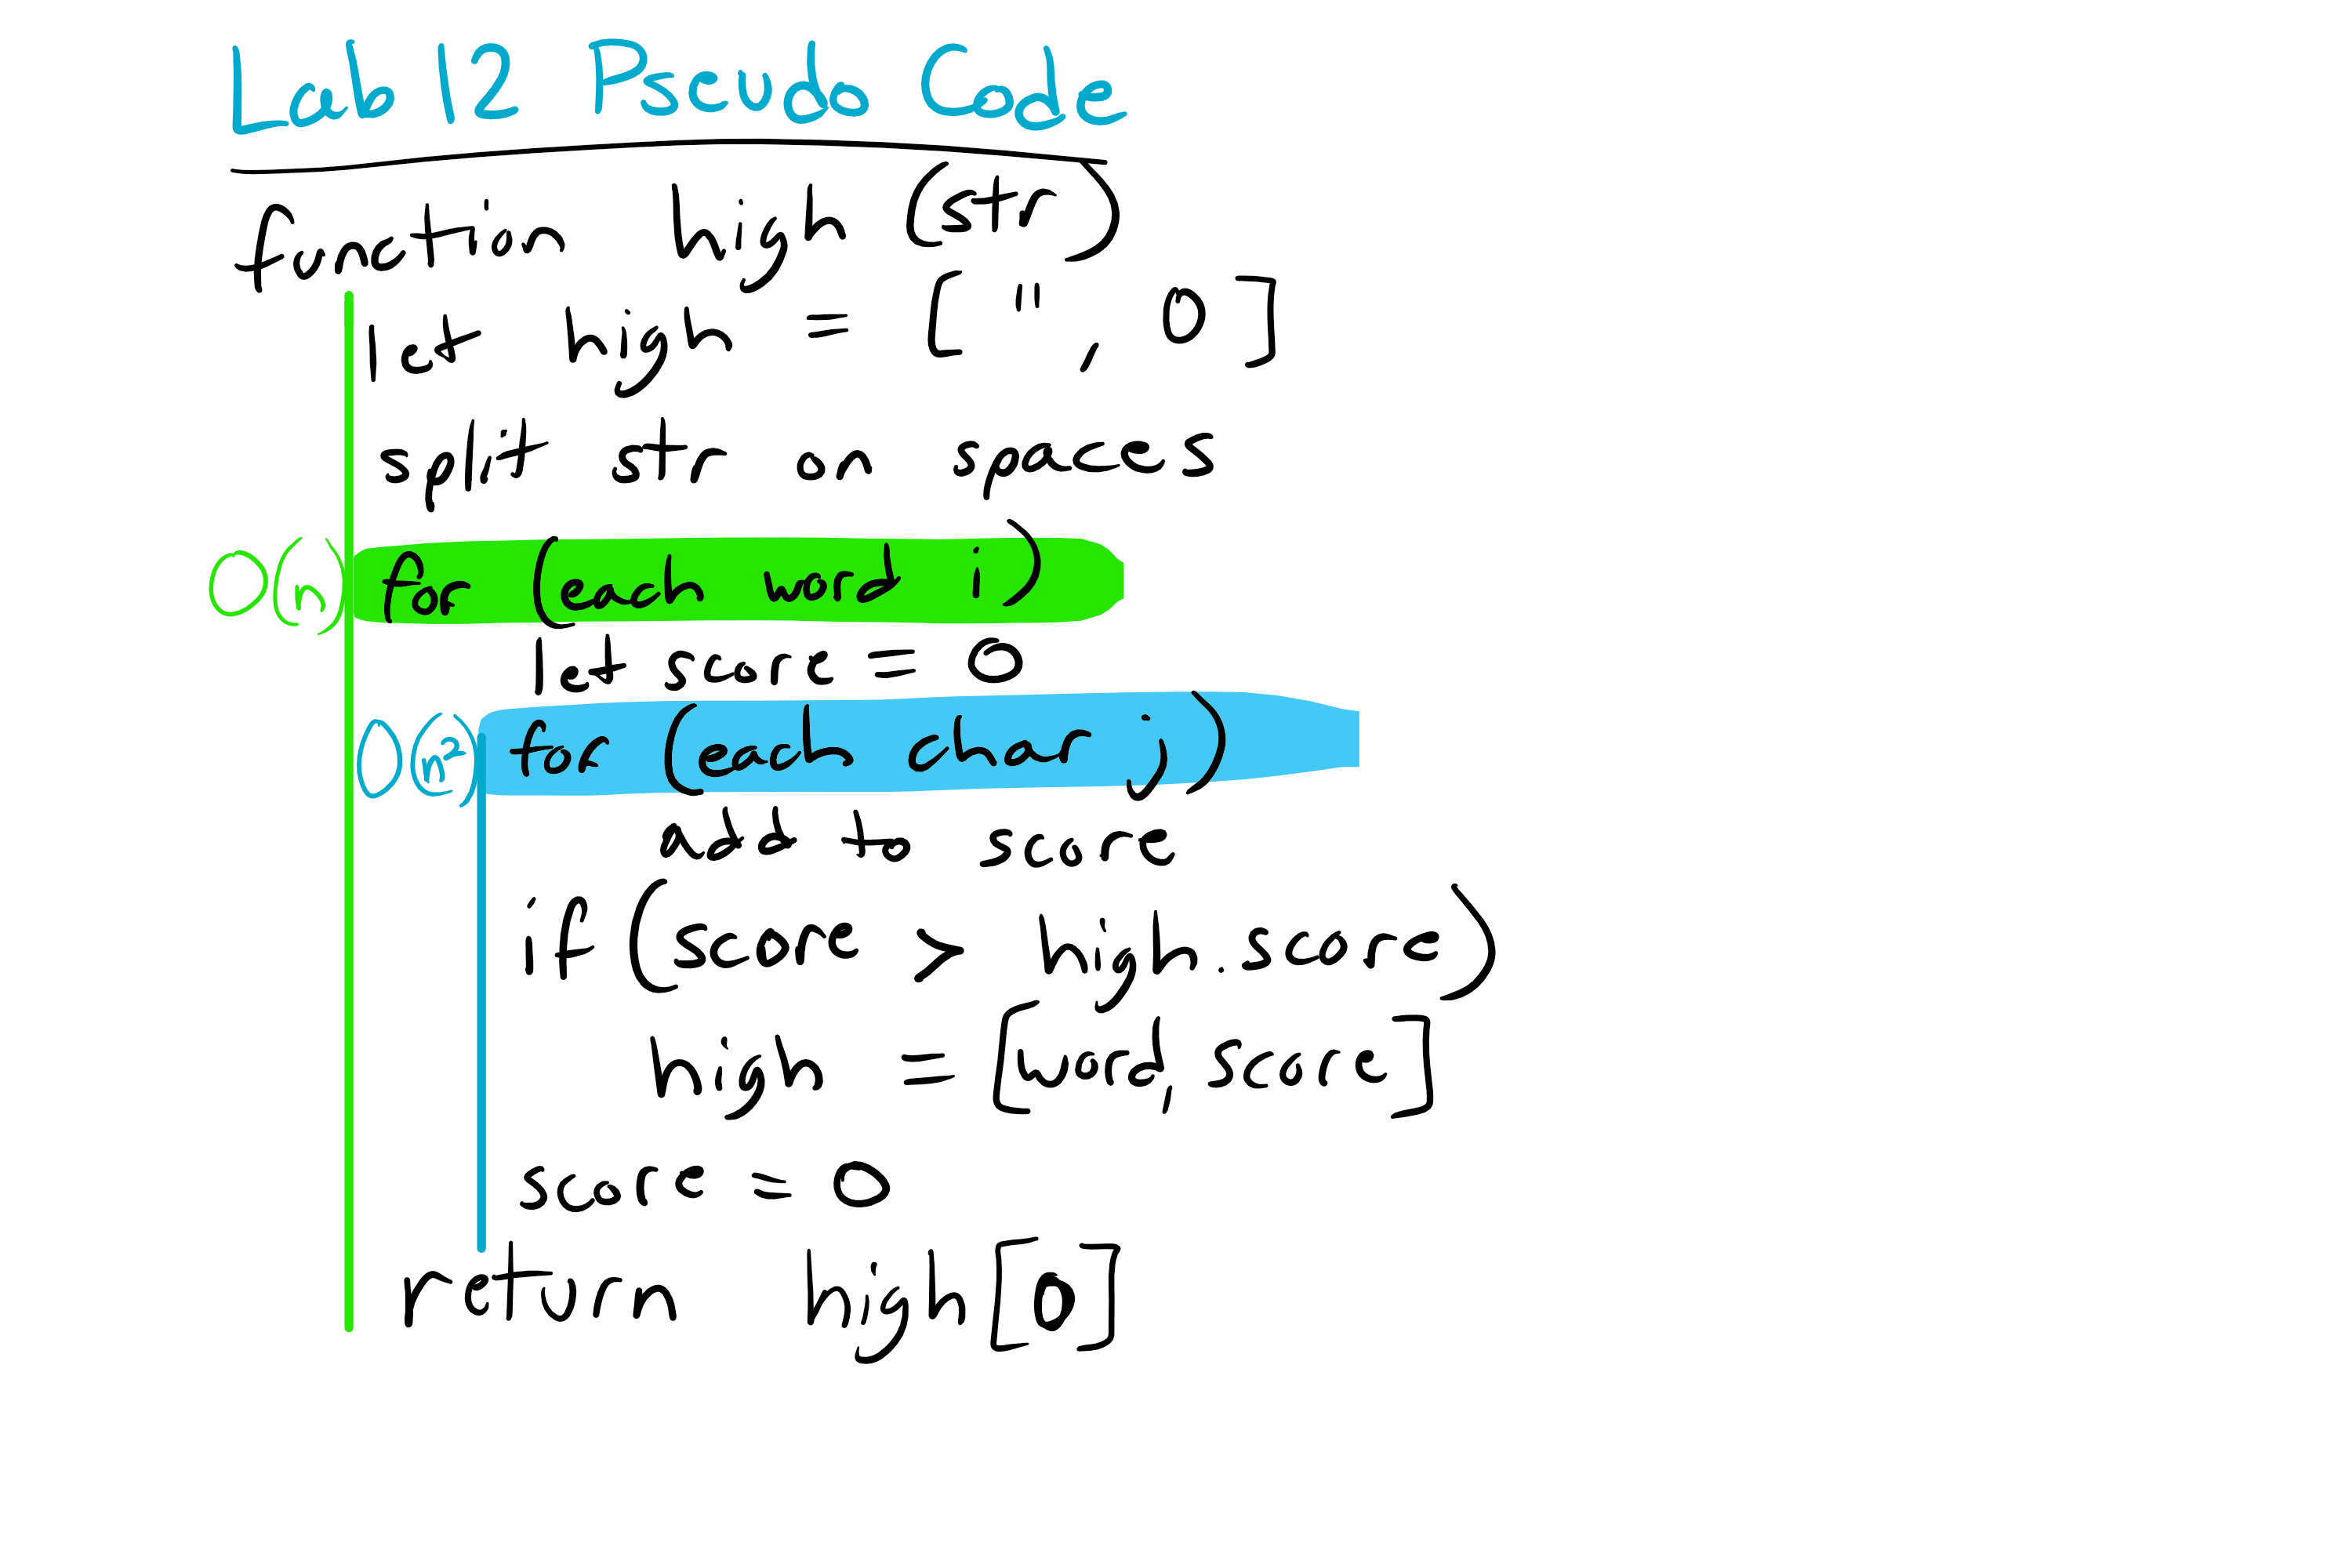 Lab 12 Pseudo Code
function high (str)
let high = [ " , 0 ]
split str on spaces
O(n) for (each word i)
let score = 0
O(n² for (each char j)
add to score
if (score > high.score)
high = [word, score]
score = 0
return high[0]